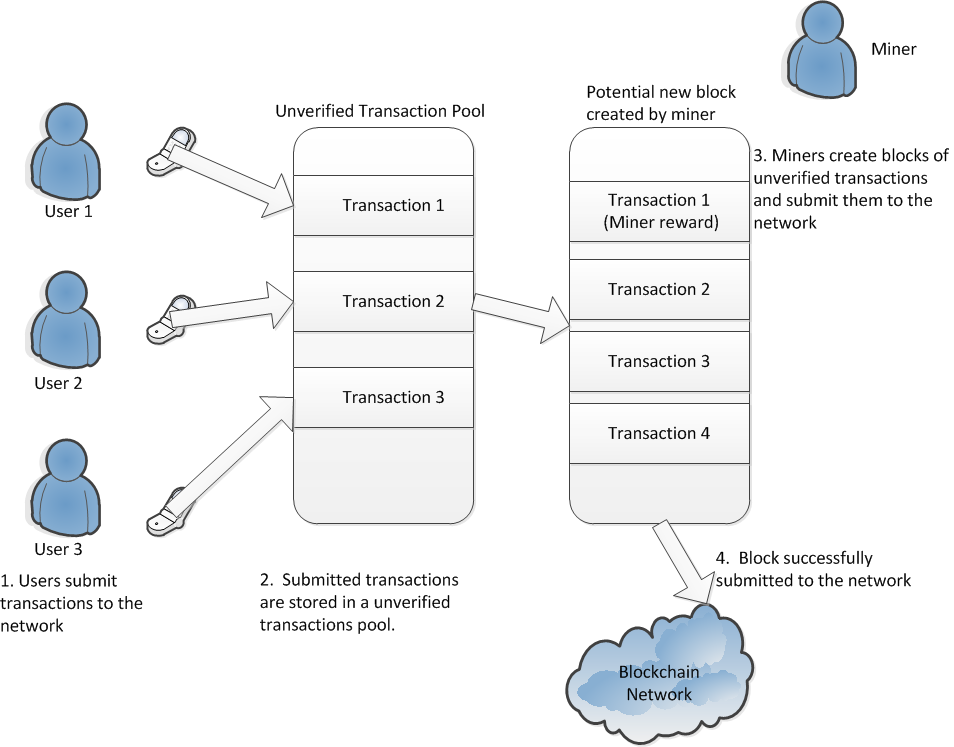 Miner
Unverified Transaction Pool
Potential new block
created by miner
User 1
Transaction 1
Transaction 1
(Miner reward)
3. Miners create blocks of
unverified transactions
and submit them to the
network
User 2
Transaction 2
Transaction 2
Transaction 3
Transaction 3
Transaction 4
User 3
1. Users submit
transactions to the
network
2.  Submitted transactions
are stored in a unverified
transactions pool.
4.  Block successfully
submitted to the network
Blockchain
Network